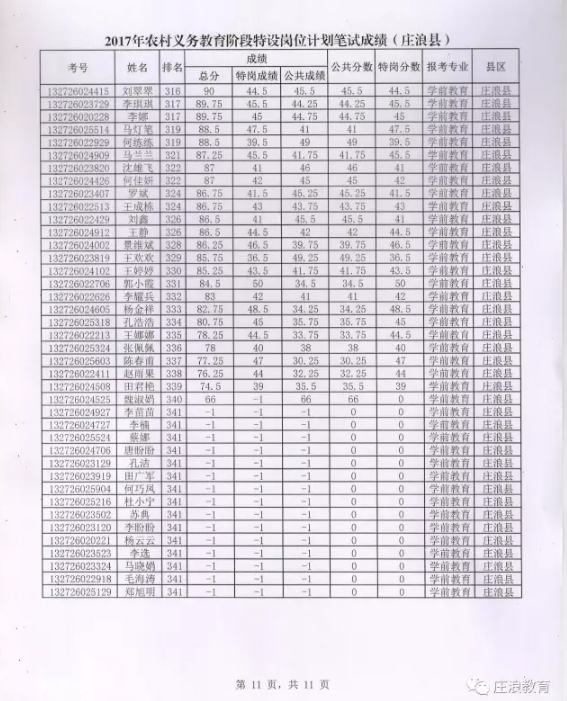 2017年农村义务教育阶段特设岗位计划笔试成绩（庄浪县）
考号 姓名 排名 成绩 公共分数 特岗分数 报考专业 县区
总分 特岗成绩 公共成绩
132726024415 刘翠翠 316 90 44.5 45.5 45.5 44.5 学前教育 庄浪县
132726023729 李琪琪 317 89.75 45.5 44.25 44.25 45.5 学前教育 庄浪县
132726020228 李娜 317 89.75 45 44.75 44.75 45 学前教育 庄浪县
132726025514 马灯笔 319 88.5 47.5 41 41 47.5 学前教育 庄浪县
132726022929 何练练 319 88.5 39.5 49 49 39.5 学前教育 庄浪县
132726024909 马兰兰 321 87.25 45.5 41.75 41.75 45.5 学前教育 庄浪县
132726023820 沈雄飞 322 87 41 46 46 41 学前教育 庄浪县
132726024426 何佳妍 322 87 42 45 45 42 学前教育 庄浪县
132726023407 罗斌 324 86.75 41.5 45.25 45.25 41.5 学前教育 庄浪县
132726022513 王成栋 324 86.75 43 43.75 43.75 43 学前教育 庄浪县
132726022429 刘鑫 326 86.5 41 45.5 45.5 41 学前教育 庄浪县
132726024912 王静 326 86.5 44.5 42 42 44.5 学前教育 庄浪县
132726024002 景维斌 328 86.25 46.5 39.75 39.75 46.5 学前教育 庄浪县
132726023819 王欢欢 329 85.75 36.5 49.25 49.25 36.5 学前教育 庄浪县
132726024102 王婷婷 330 85.25 43.5 41.75 41.75 43.5 学前教育 庄浪县
132726022706 郭小霞 331 84.5 50 34.5 34.5 50 学前教育 庄浪县
132726022626 李耀兵 332 83 42 41 41 42 学前教育 庄浪县
132726024605 杨金祥 333 82.75 48.5 34.25 34.25 48.5 学前教育 庄浪县
132726025318 孔浩浩 334 80.75 45 35.75 35.75 45 学前教育 庄浪县
132726022213 王娜娜 335 78.25 44.5 33.75 33.75 44.5 学前教育 庄浪县
132726025324 张佩佩 336 78 40 38 38 40 学前教育 庄浪县
132726025603 陈春甫 337 77.25 47 30.25 30.25 47 学前教育 庄浪县
132726022411 赵雨果 338 76.25 44 32.25 32.25 44 学前教育 庄浪县
132726024508 田君艳 339 74.5 39 35.5 35.5 39 学前教育 庄浪县
132726024525 魏淑娟 340 66 -1 66 66 0 学前教育 庄浪县
132726024927 李苗苗 341 -1 -1 -1 0 0 学前教育 庄浪县
132726024727 李楠 341 -1 -1 -1 0 0 学前教育 庄浪县
132726025524 蔡娜 341 -1 -1 -1 0 0 学前教育 庄浪县
132726024706 唐盼盼 341 -1 -1 -1 0 0 学前教育 庄浪县
132726023129 孔洁 341 -1 -1 -1 0 0 学前教育 庄浪县
132726023919 田广军 341 -1 -1 -1 0 0 学前教育 庄浪县
132726025904 何巧凤 341 -1 -1 -1 0 0 学前教育 庄浪县
132726025216 杜小宁 341 -1 -1 -1 0 0 学前教育 庄浪县
132726023502 苏典 341 -1 -1 -1 0 0 学前教育 庄浪县
132726023120 李盼盼 341 -1 -1 -1 0 0 学前教育 庄浪县
132726020221 杨云云 341 -1 -1 -1 0 0 学前教育 庄浪县
132726023523 李选 341 -1 -1 -1 0 0 学前教育 庄浪县
132726023324 马晓娟 341 -1 -1 -1 0 0 学前教育 庄浪县
132726022918 毛海涛 341 -1 -1 -1 0 0 学前教育 庄浪县
132726025129 郑旭明 341 -1 -1 -1 0 0 学前教育 庄浪县
第 11 页，共 11 页
庄浪教育